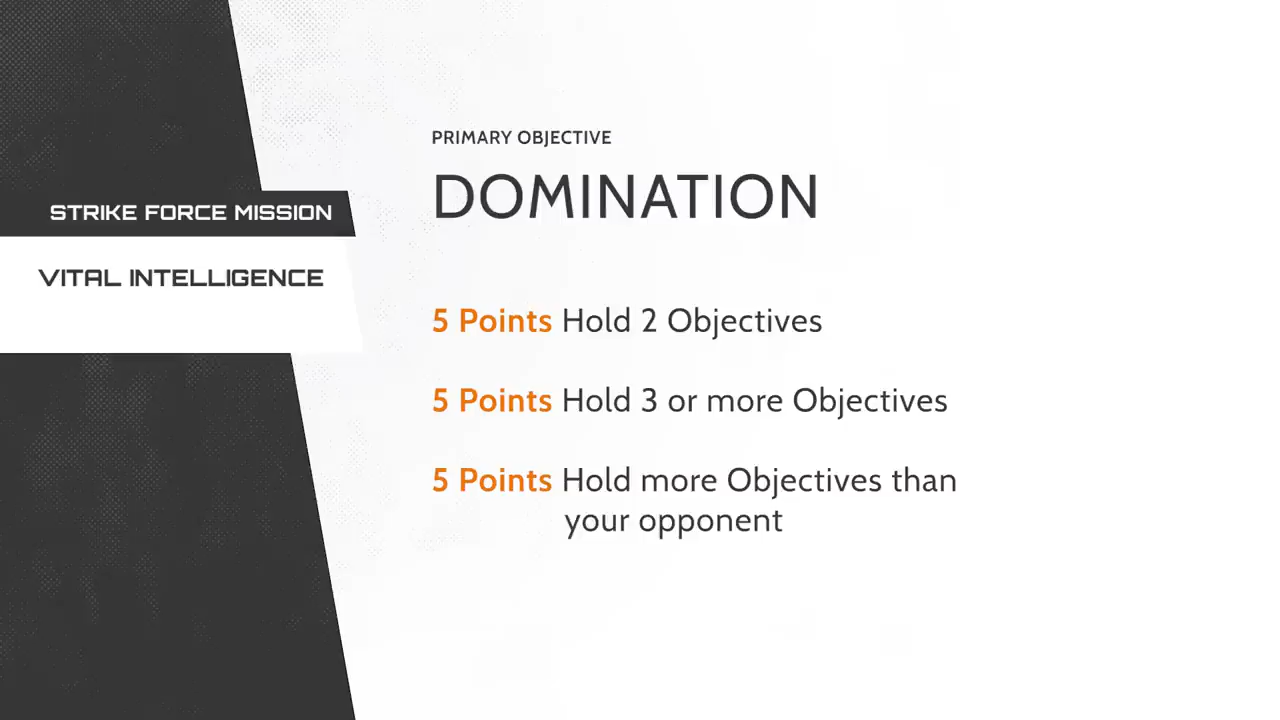 STRIKE FORCE MISSION
VITAL INTELLIGENCE
PRIMARY OBJECTIVE
DOMINATION
5 Points Hold 2 Objectives
5 Points Hold 3 or more Objectives
5 Points Hold more Objectives than
your opponent